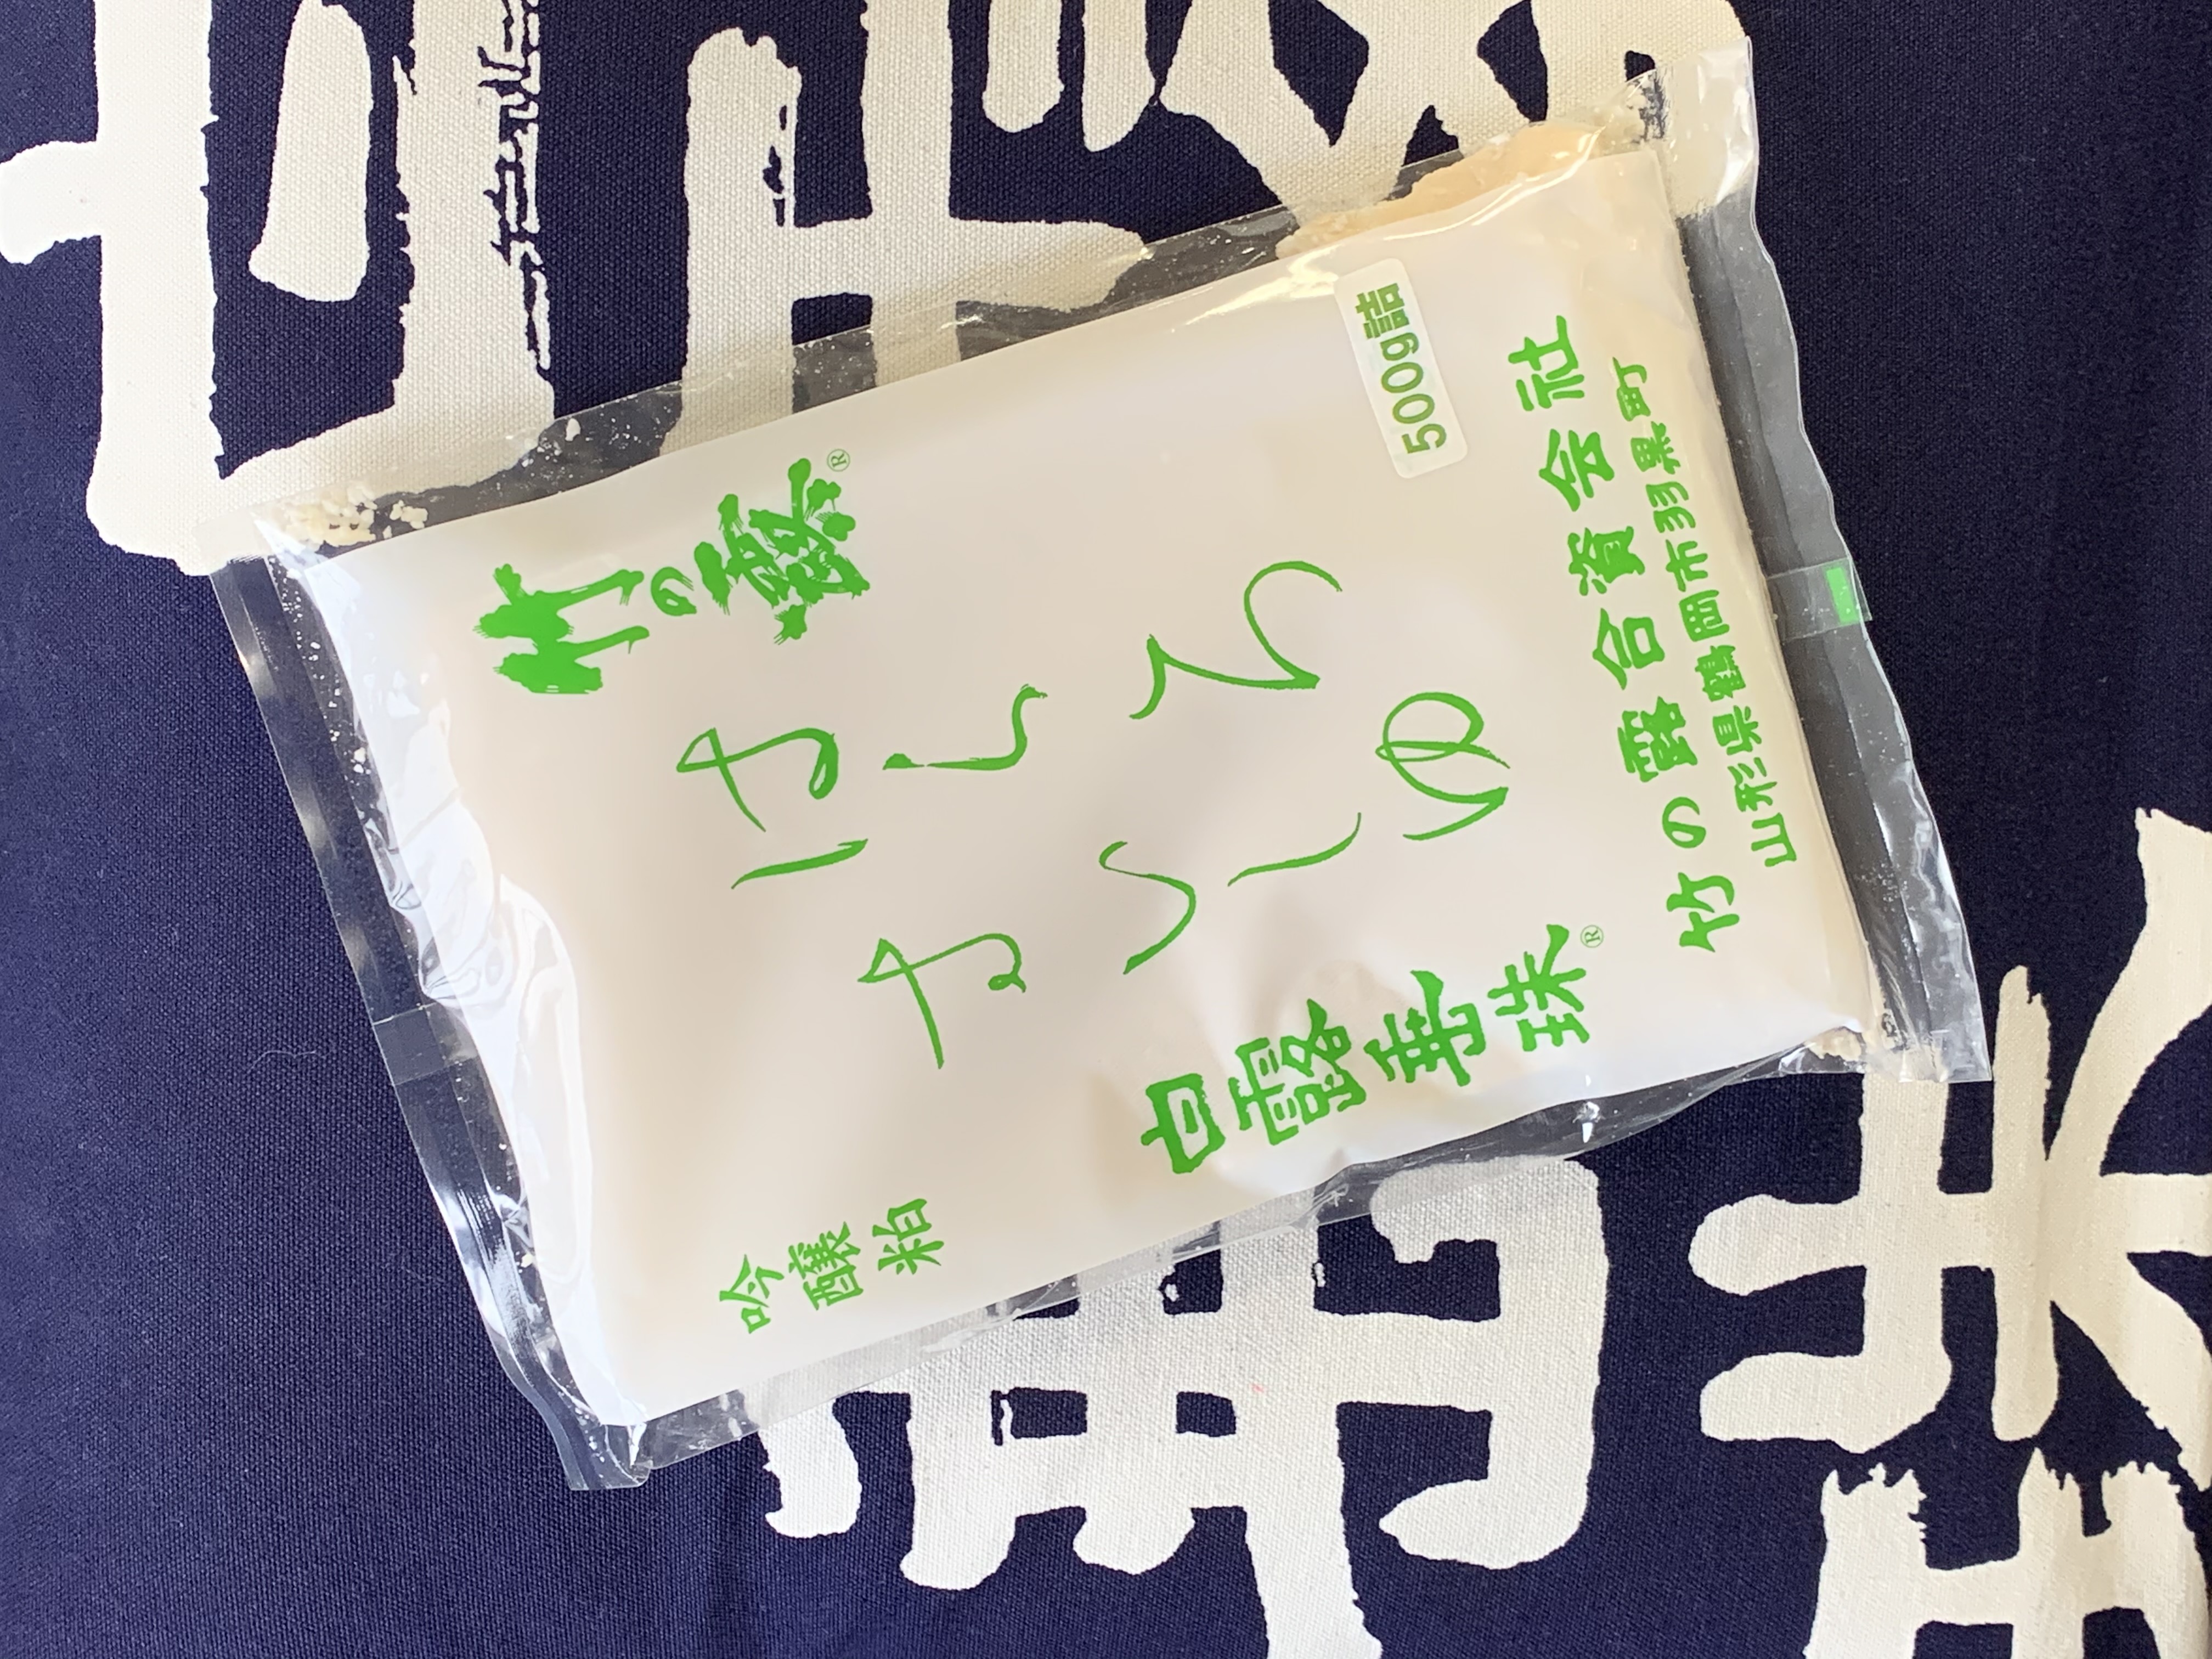 竹の露®
はくろ
すいしゆ
白露垂珠®
吟醸粕
500g詰
竹の露合資会社
山形県鶴岡市羽黒町